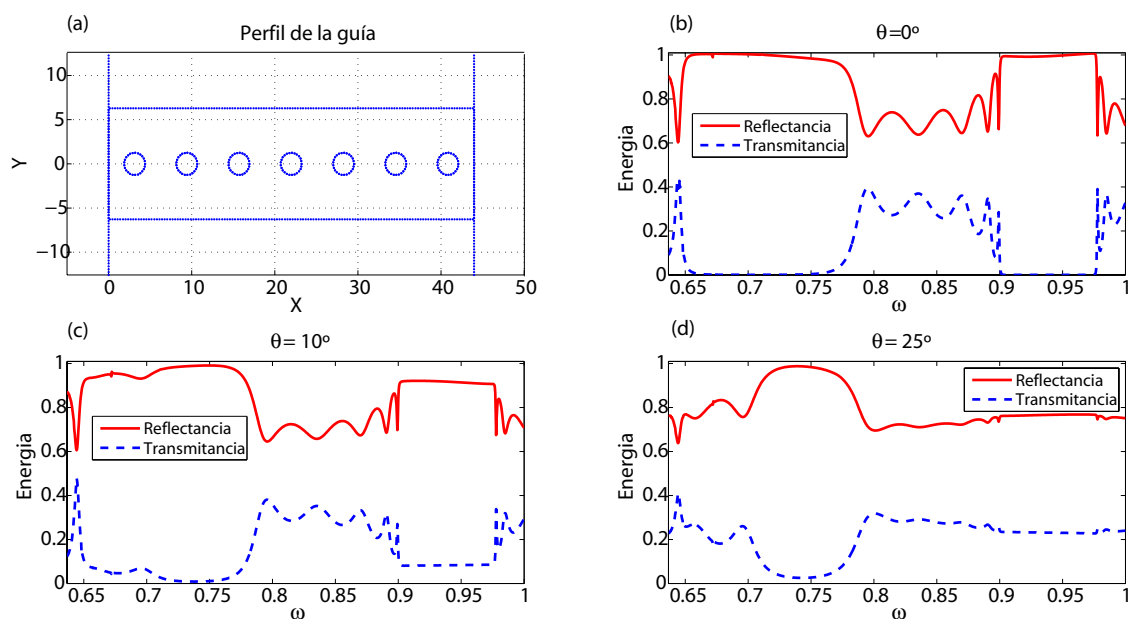 (a)
Perfil de la guía
10
5
0
−5
−10
Y
0 10 20 30 40 50
X
(b)
θ=0º
1
0.8
0.6
0.4
0.2
0
Energia
Reflectancia
Transmitancia
0.65 0.7 0.75 0.8 0.85 0.9 0.95 1
ω
(c)
θ= 10º
1
0.8
0.6
0.4
0.2
0
Energia
Reflectancia
Transmitancia
0.65 0.7 0.75 0.8 0.85 0.9 0.95 1
ω
(d)
θ= 25º
1
0.8
0.6
0.4
0.2
0
Energia
Reflectancia
Transmitancia
0.65 0.7 0.75 0.8 0.85 0.9 0.95 1
ω